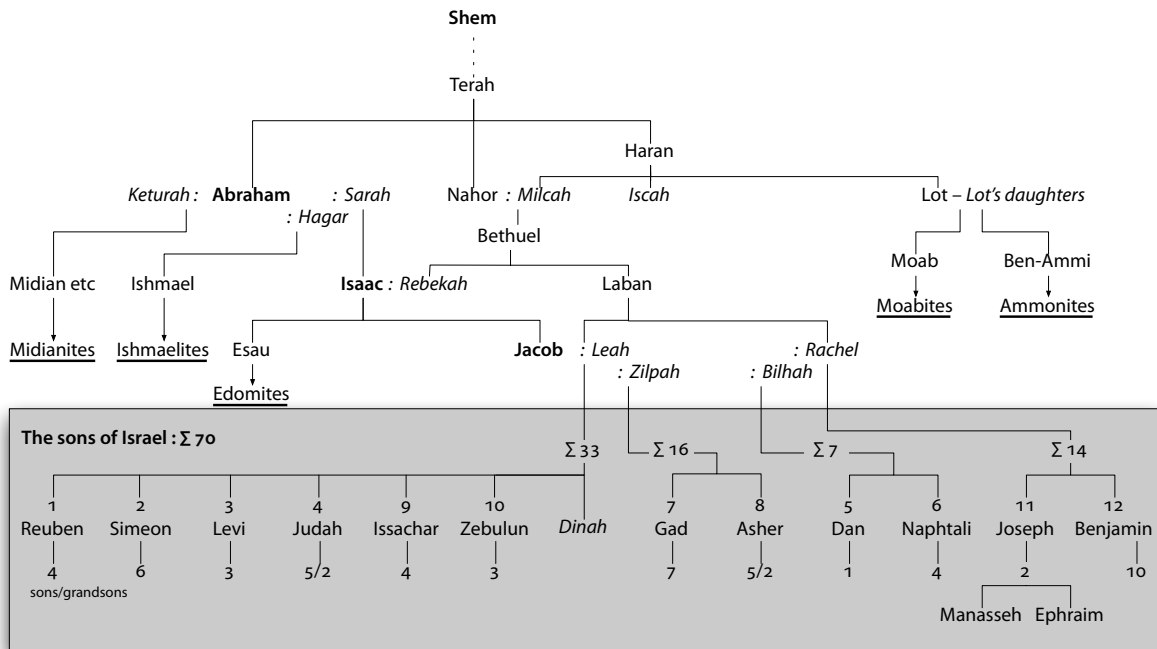 Shem
Terah
Haran
Keturah : Abraham : Sarah Nahor : Milcah Iscah Lot – Lot's daughters
: Hagar
Bethuel
Moab Ben-Ammi
Midian etc Ishmael Isaac : Rebekah Laban
Moabites Ammonites
Midianites Ishmaelites Esau Jacob : Leah : Rachel
: Zilpah : Bilhah
Edomites
The sons of Israel : Σ 70
Σ 33 Σ 16 Σ 7 Σ 14
1 2 3 4 9 10 7 8 5 6 11 12
Reuben Simeon Levi Judah Issachar Zebulun Dinah Gad Asher Dan Naphtali Joseph Benjamin
4 6 3 5/2 4 3 7 5/2 1 4 2 10
sons/grandsons
Manasseh Ephraim